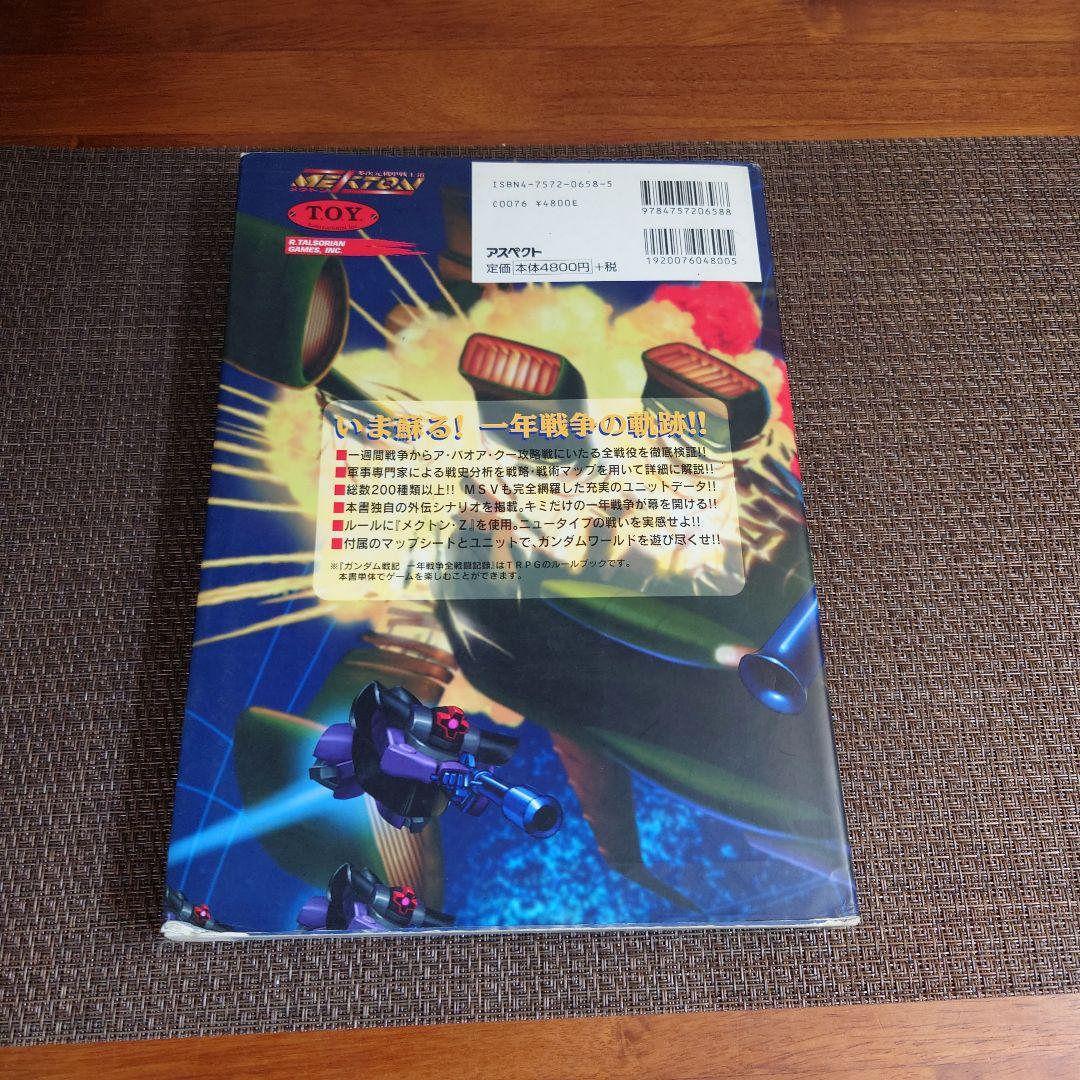 多次元機甲戦士道
MEKTON
メクトン
T.O.Y.
R.TALSORIAN
GAMES, INC.
ISBN4-7572-0658-5
C0076 ¥4800E
アスペクト
定価 本体4800円 +税
9784757206588
1920076048005
いま蘇る! 一年戦争の軌跡!!
■一週間戦争からア・バオア・クー攻略戦にいたる全戦役を徹底検証!!
■軍事専門家による戦史分析を戦略・戦術マップを用いて詳細に解説!!
■総数200種類以上!! MSVも完全網羅した充実のユニットデータ!!
■本書独自の外伝シナリオを掲載。キミだけの一年戦争が幕を開ける!!
■ルールに『メクトン・Z』を使用。ニュータイプの戦いを実感せよ!!
■付属のマップシートとユニットで、ガンダムワールドを遊び尽くせ!!
※『ガンダム戦記 一年戦争全戦闘記録』はTRPGのルールブックです。
本書単体でゲームを楽しむことができます。